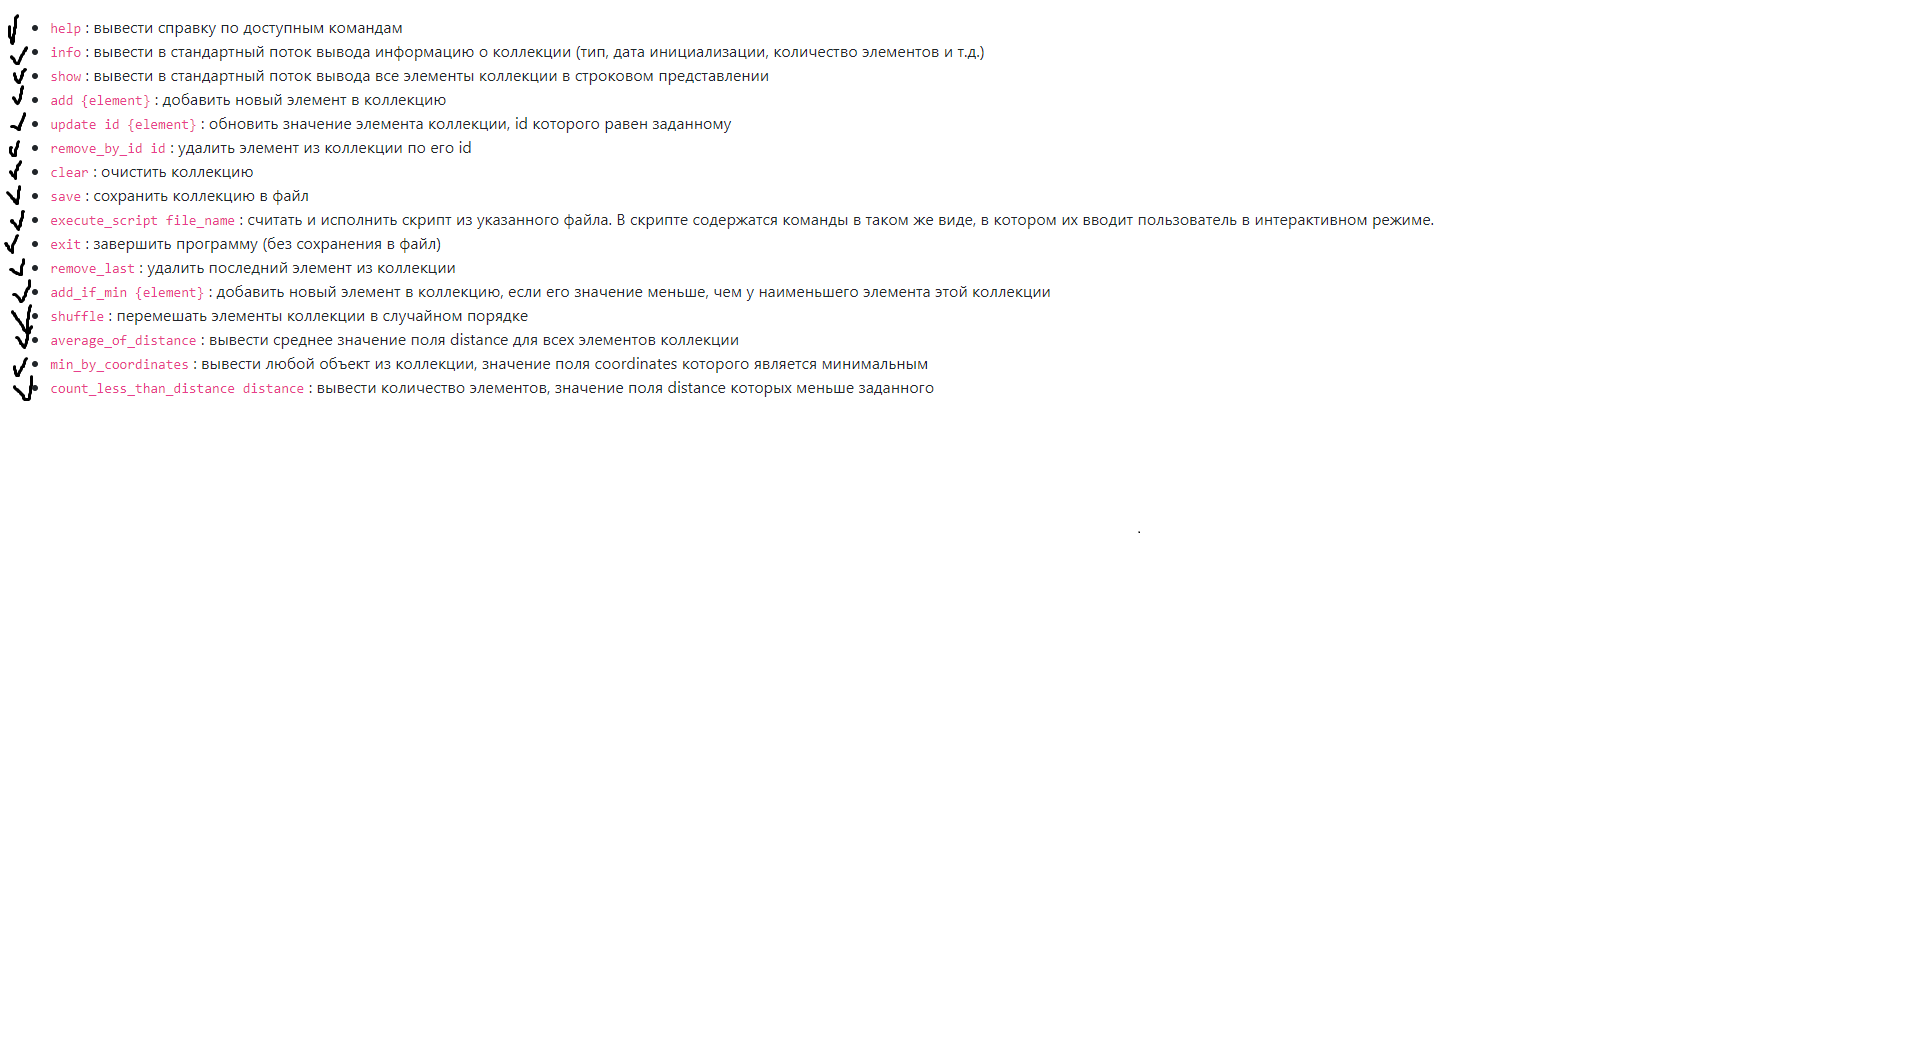 help : вывести справку по доступным командам
info : вывести в стандартный поток вывода информацию о коллекции (тип, дата инициализации, количество элементов и т.д.)
show : вывести в стандартный поток вывода все элементы коллекции в строковом представлении
add {element} : добавить новый элемент в коллекцию
update id {element} : обновить значение элемента коллекции, id которого равен заданному
remove_by_id id : удалить элемент из коллекции по его id
clear : очистить коллекцию
save : сохранить коллекцию в файл
execute_script file_name : считать и исполнить скрипт из указанного файла. В скрипте содержатся команды в таком же виде, в котором их вводит пользователь в интерактивном режиме.
exit : завершить программу (без сохранения в файл)
remove_last : удалить последний элемент из коллекции
add_if_min {element} : добавить новый элемент в коллекцию, если его значение меньше, чем у наименьшего элемента этой коллекции
shuffle : перемешать элементы коллекции в случайном порядке
average_of_distance : вывести среднее значение поля distance для всех элементов коллекции
min_by_coordinates : вывести любой объект из коллекции, значение поля coordinates которого является минимальным
count_less_than_distance distance : вывести количество элементов, значение поля distance которых меньше заданного